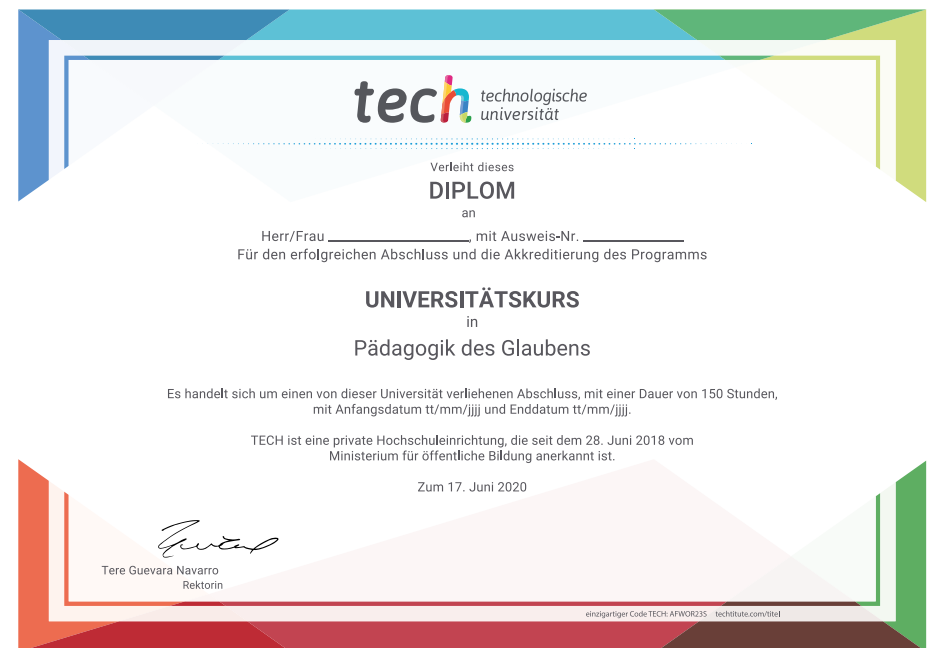 tech technologische
universität
Verleiht dieses
DIPLOM
an
Herr/Frau ____________________, mit Ausweis-Nr. ______________
Für den erfolgreichen Abschluss und die Akkreditierung des Programms
UNIVERSITÄTSKURS
in
Pädagogik des Glaubens
Es handelt sich um einen von dieser Universität verliehenen Abschluss, mit einer Dauer von 150 Stunden,
mit Anfangsdatum tt/mm/jjjj und Enddatum tt/mm/jjjj.
TECH ist eine private Hochschuleinrichtung, die seit dem 28. Juni 2018 vom
Ministerium für öffentliche Bildung anerkannt ist.
Zum 17. Juni 2020
Tere Guevara Navarro
Rektorin
einzigartiger Code TECH: AFWOR23S techtitute.com/titel